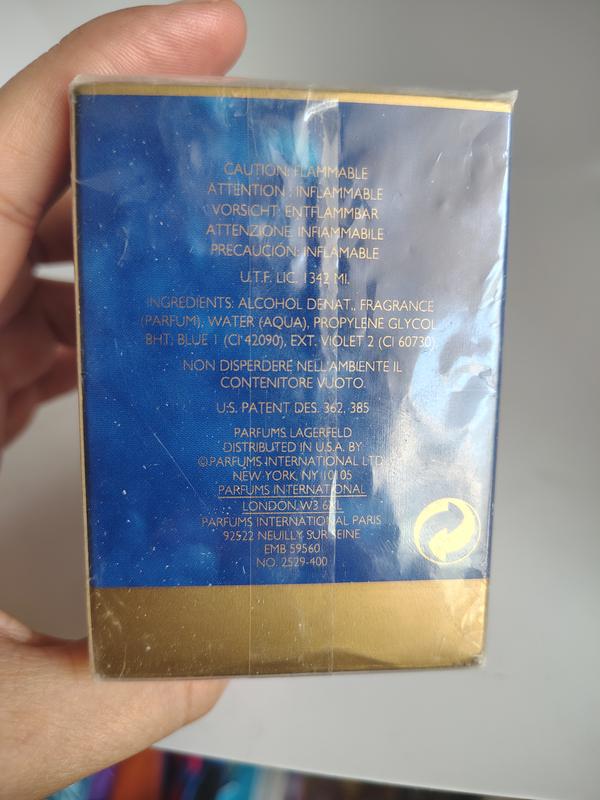 CAUTION: FLAMMABLE
ATTENTION : INFLAMMABLE
VORSICHT: ENTFLAMMBAR
ATTENZIONE: INFIAMMABILE
PRECAUCIÓN: INFLAMABLE
U.T.F. LIC. 1342 MI.
INGREDIENTS: ALCOHOL DENAT., FRAGRANCE
(PARFUM), WATER (AQUA), PROPYLENE GLYCOL
BHT; BLUE 1 (CI 42090), EXT. VIOLET 2 (CI 60730)
NON DISPERDERE NELL'AMBIENTE IL
CONTENITORE VUOTO.
U.S. PATENT DES. 362, 385
PARFUMS LAGERFELD
DISTRIBUTED IN U.S.A. BY
©PARFUMS INTERNATIONAL LTD
NEW YORK, NY 10105
PARFUMS INTERNATIONAL
LONDON W3 6XL
PARFUMS INTERNATIONAL PARIS
92522 NEUILLY SUR SEINE
EMB 59560
NO. 2529-400